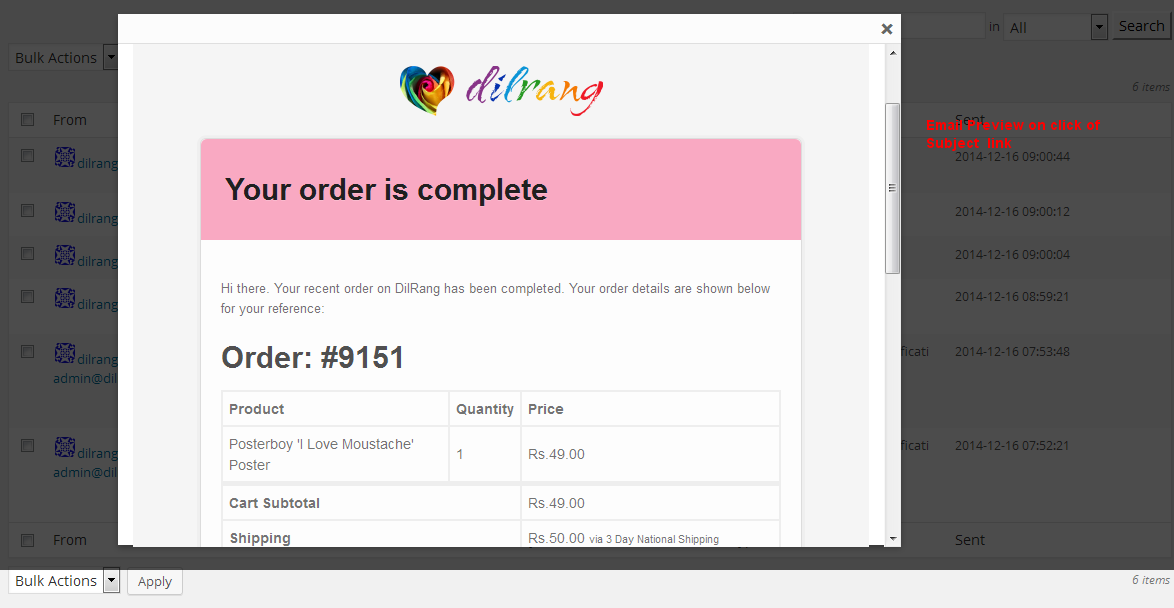 in All Search
Bulk Actions
6 items
dilrang
From
Sent
Email Preview on click of
Subject link
dilrang
2014-12-16 09:00:44
Your order is complete
dilrang
2014-12-16 09:00:12
dilrang
2014-12-16 09:00:04
Hi there. Your recent order on DilRang has been completed. Your order details are shown below
for your reference:
dilrang
2014-12-16 08:59:21
Order: #9151
dilrang
ficati
2014-12-16 07:53:48
admin@dil
Product Quantity Price
Posterboy 'I Love Moustache'
Poster
1
Rs.49.00
dilrang
ficati
2014-12-16 07:52:21
admin@dil
Cart Subtotal Rs.49.00
Shipping Rs.50.00 via 3 Day National Shipping
From
Sent
Bulk Actions Apply
6 items